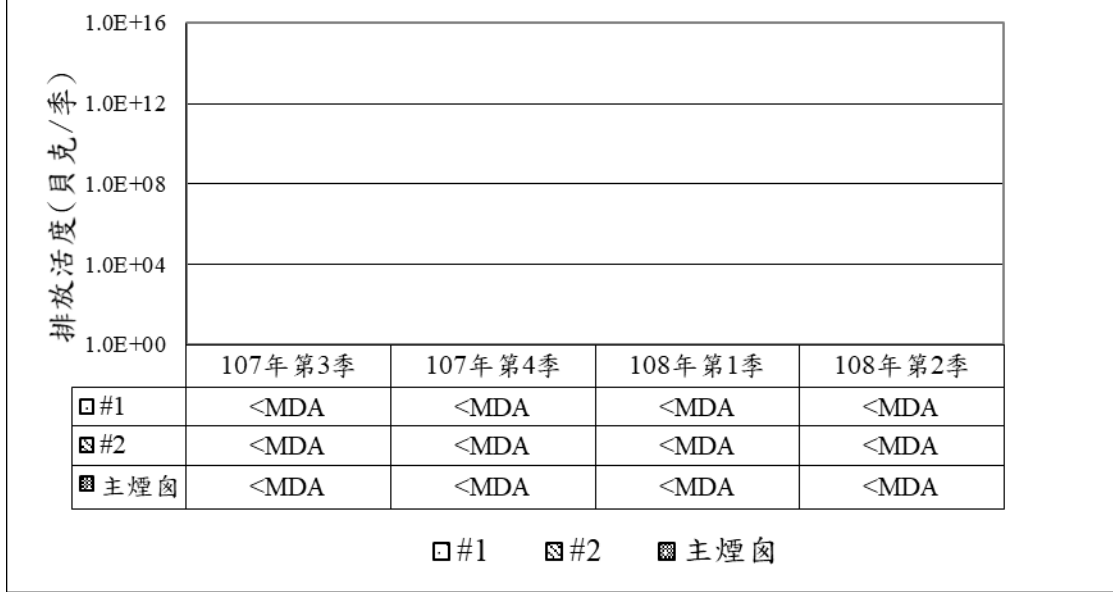 1.0E+16
1.0E+12
1.0E+08
1.0E+04
1.0E+00
排放活度(貝克/季)
107年第3季 107年第4季 108年第1季 108年第2季
#1 <MDA <MDA <MDA <MDA
#2 <MDA <MDA <MDA <MDA
主煙囪 <MDA <MDA <MDA <MDA
#1 #2 主煙囪